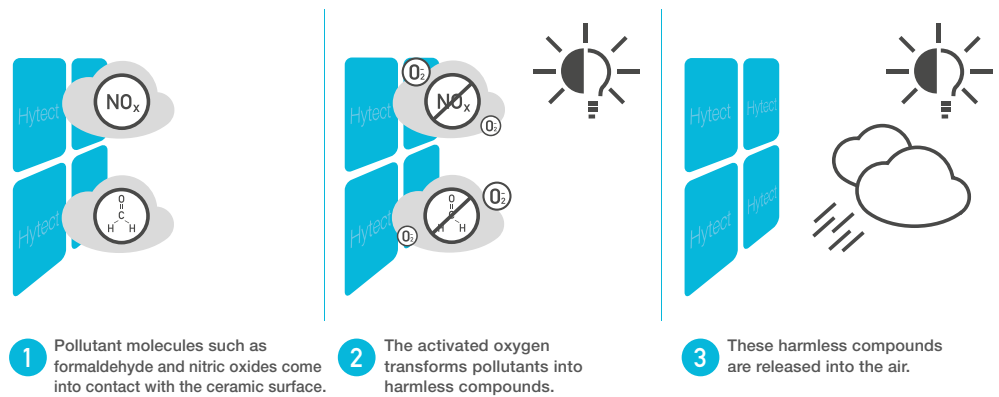 Hytect
NOx
Hytect
O
C
H H
O2-
Hytect
NOx
O2-
Hytect
O2-
O
C
H H
O2-
Hytect
Hytect
Hytect
Hytect
1
Pollutant molecules such as
formaldehyde and nitric oxides come
into contact with the ceramic surface.
2
The activated oxygen
transforms pollutants into
harmless compounds.
3
These harmless compounds
are released into the air.